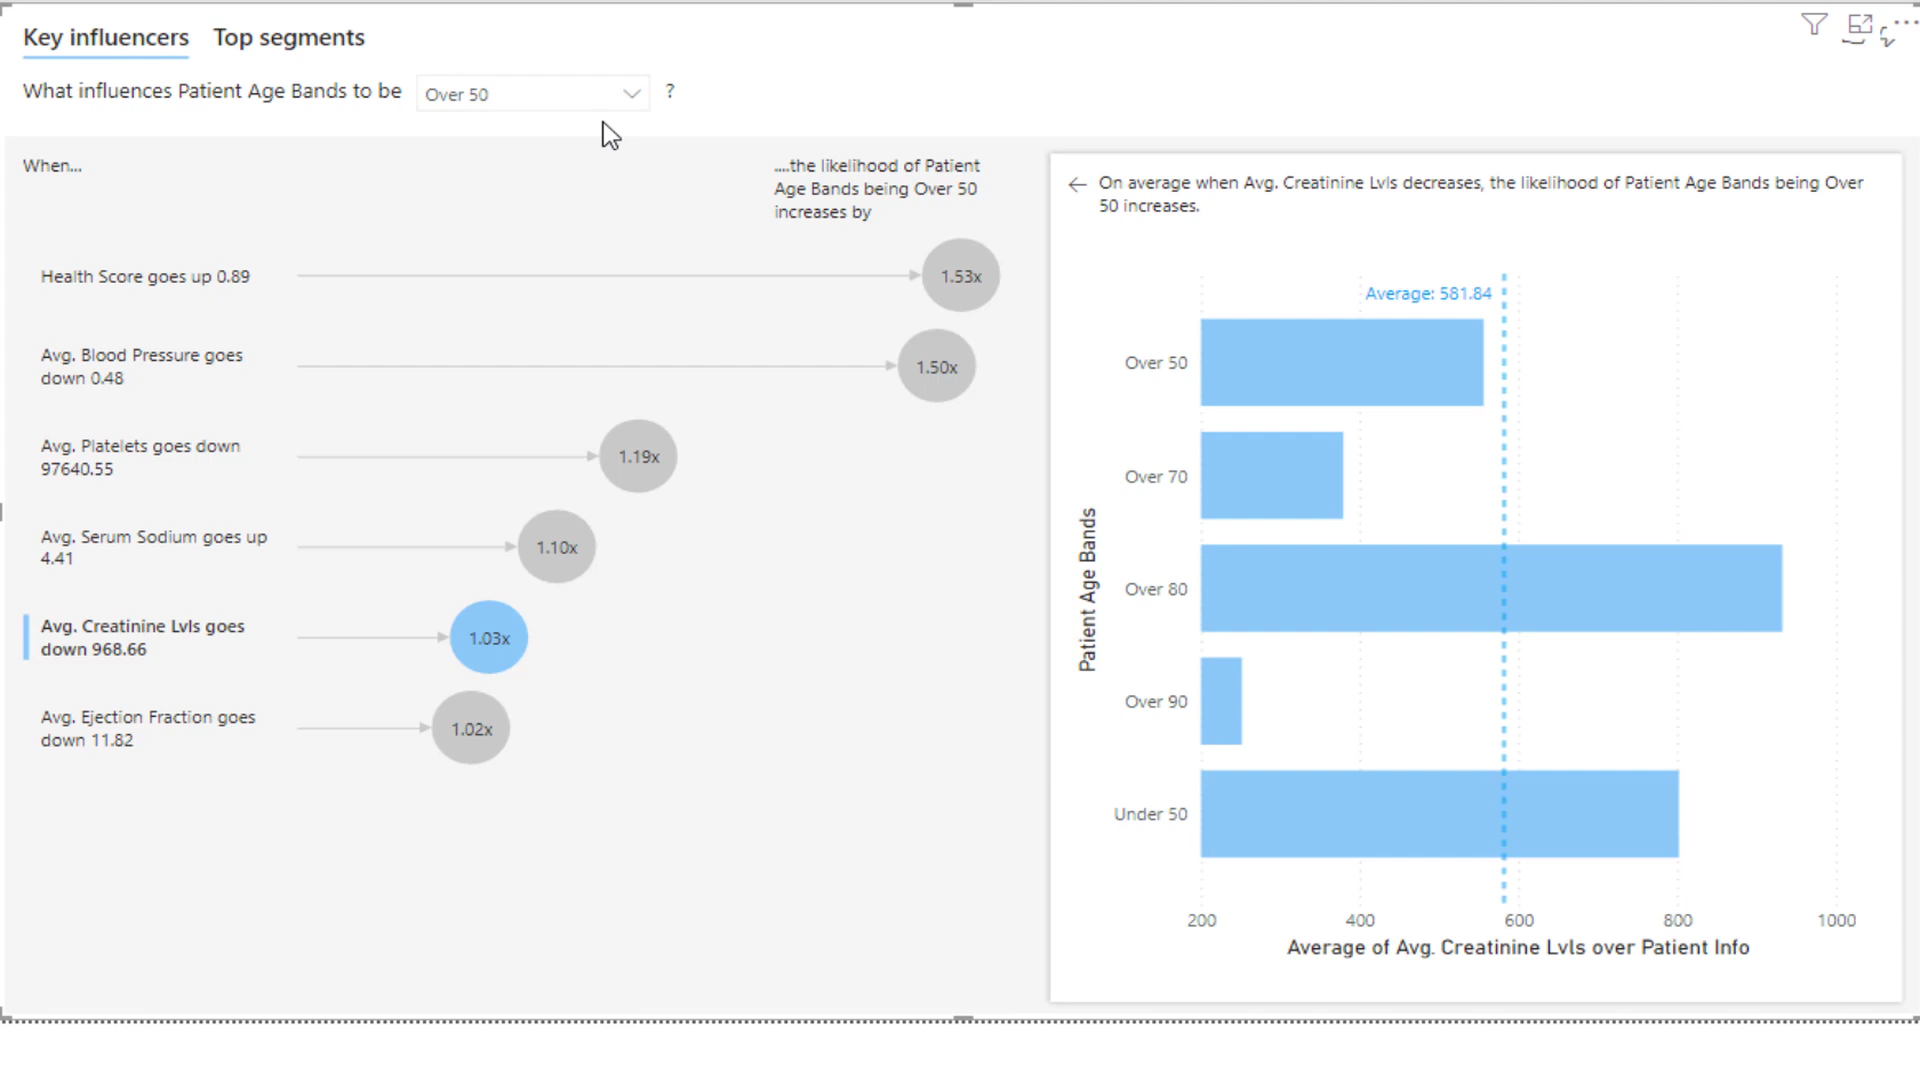 Key influencers Top segments
What influences Patient Age Bands to be Over 50 ?
When...
....the likelihood of Patient
Age Bands being Over 50
increases by
Health Score goes up 0.89
1.53x
Avg. Blood Pressure goes
down 0.48
1.50x
Avg. Platelets goes down
97640.55
1.19x
Avg. Serum Sodium goes up
4.41
1.10x
Avg. Creatinine Lvls goes
down 968.66
1.03x
Avg. Ejection Fraction goes
down 11.82
1.02x
On average when Avg. Creatinine Lvls decreases, the likelihood of Patient Age Bands being Over
50 increases.
Average: 581.84
Patient Age Bands
Over 50
Over 70
Over 80
Over 90
Under 50
200 400 600 800 1000
Average of Avg. Creatinine Lvls over Patient Info